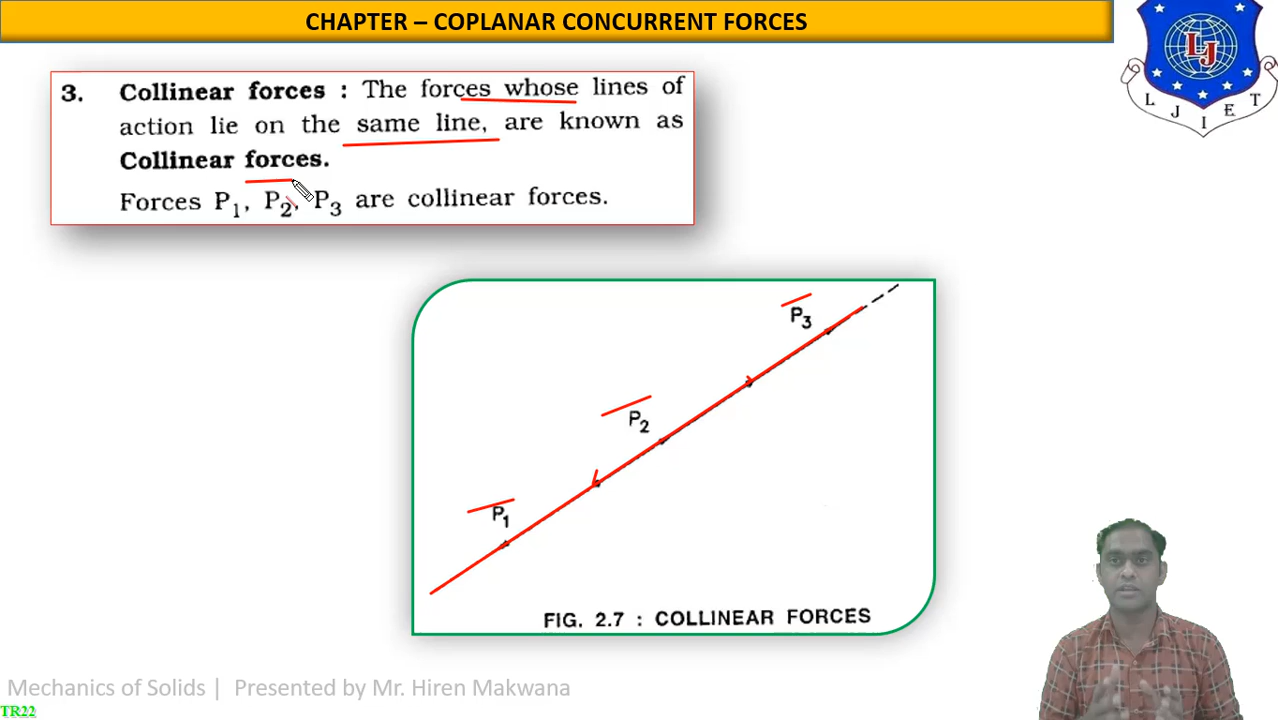 CHAPTER – COPLANAR CONCURRENT FORCES
LJ
L J I E T
3. Collinear forces : The forces whose lines of
action lie on the same line, are known as
Collinear forces.
Forces P1, P2, P3 are collinear forces.
P3
P2
P1
FIG. 2.7 : COLLINEAR FORCES
Mechanics of Solids | Presented by Mr. Hiren Makwana
TR22